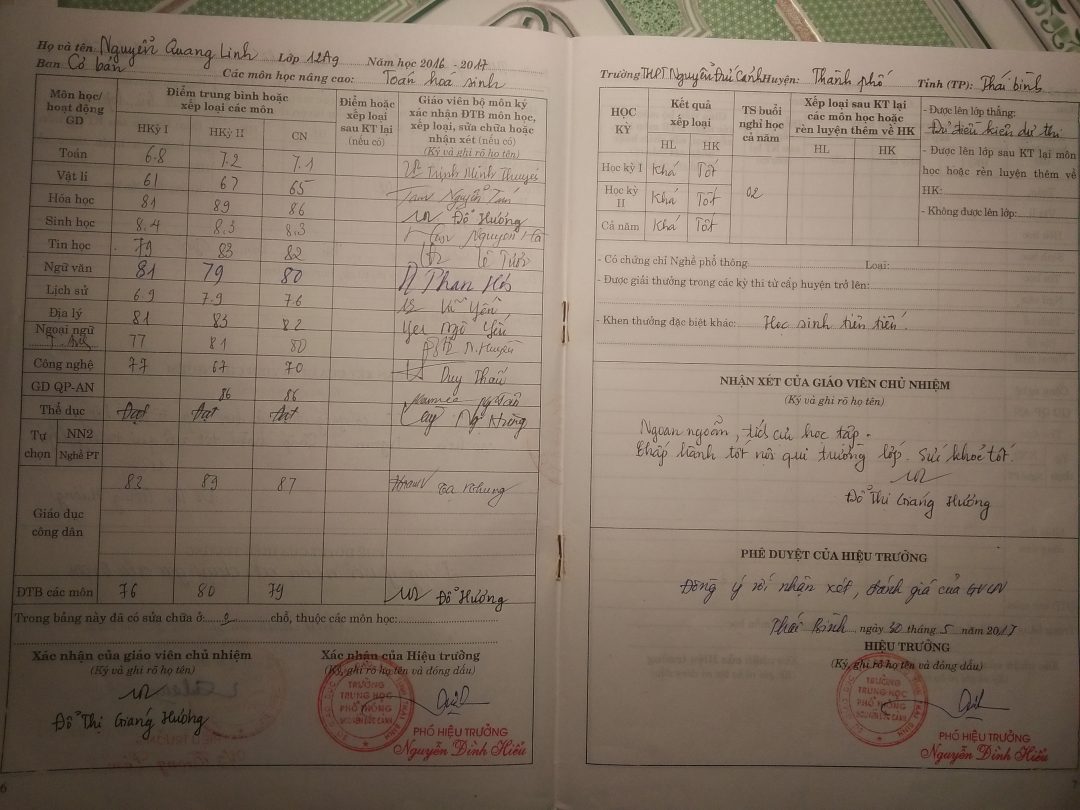 Họ và tên: Nguyễn Quang Linh Lớp 12A9 Năm học 2016 - 2017
Ban Cơ bản Các môn học nâng cao: Toán hoá sinh
Môn học/ hoạt động GD
Điểm trung bình hoặc xếp loại các môn
HKỳ I HKỳ II CN
Điểm hoặc xếp loại sau KT lại (nếu có)
Giáo viên bộ môn ký xác nhận ĐTB môn học, xếp loại, sửa chữa hoặc nhận xét (nếu có)
(Ký và ghi rõ họ tên)
Toán 6.8 7.2 7.1 Trịnh Minh Thuyết
Vật lí 61 67 65 Nguyễn
Hóa học 81 89 86 Đỗ Hương
Sinh học 8.4 8.3 8.3 Nguyễn Hà
Tin học 79 83 82 Lê
Ngữ văn 81 79 80 Phan
Lịch sử 6.9 7.9 76 Vũ Yến
Địa lý 81 83 82 Ngô Yến
Ngoại ngữ T. Anh 77 81 80 N. Huyền
Công nghệ 77 67 70 Duy
GD QP-AN 86 86
Thể dục Đạt Đạt Đạt
Tự chọn NN2
Nghề PT
Giáo dục công dân 82 89 87 Tạ Nhung
ĐTB các môn 76 80 79 Đỗ Hương
Trong bảng này đã có sửa chữa ở: chỗ, thuộc các môn học:
Xác nhận của giáo viên chủ nhiệm
(Ký và ghi rõ họ tên)
Đỗ Thị Giang Hương
Xác nhận của Hiệu trưởng
(Ký, ghi rõ họ tên và đóng dấu)
TRƯỜNG
TRUNG HỌC
PHỔ THÔNG
NGUYỄN ĐỨC CẢNH
PHÓ HIỆU TRƯỞNG
Nguyễn Đình Hiếu
6
Trường THPT Nguyễn Đức Cảnh Huyện: Thành phố Tỉnh (TP): Thái bình
HỌC KỲ
Kết quả xếp loại
HL HK
TS buổi nghỉ học cả năm
Xếp loại sau KT lại các môn học hoặc rèn luyện thêm về HK
HL HK
Học kỳ I Khá Tốt
Học kỳ II Khá Tốt
Cả năm Khá Tốt
02
- Được lên lớp thẳng:
Đủ điều kiện dự thi
- Được lên lớp sau KT lại môn
học hoặc rèn luyện thêm về
HK:
- Không được lên lớp:
- Có chứng chỉ Nghề phổ thông: Loại:
- Được giải thưởng trong các kỳ thi từ cấp huyện trở lên:
- Khen thưởng đặc biệt khác: Học sinh tiên tiến.
NHẬN XÉT CỦA GIÁO VIÊN CHỦ NHIỆM
(Ký và ghi rõ họ tên)
Ngoan ngoãn, tích cực học tập.
Chấp hành tốt nội qui trường lớp. Sức khoẻ tốt.
Đỗ Thị Giang Hương
PHÊ DUYỆT CỦA HIỆU TRƯỞNG
Đồng ý với nhận xét, đánh giá của GVCN
Thái Bình, ngày 30 tháng 5 năm 2017
HIỆU TRƯỞNG
(Ký, ghi rõ họ tên và đóng dấu)
TRƯỜNG
TRUNG HỌC
PHỔ THÔNG
NGUYỄN ĐỨC CẢNH
PHÓ HIỆU TRƯỞNG
Nguyễn Đình Hiếu
7